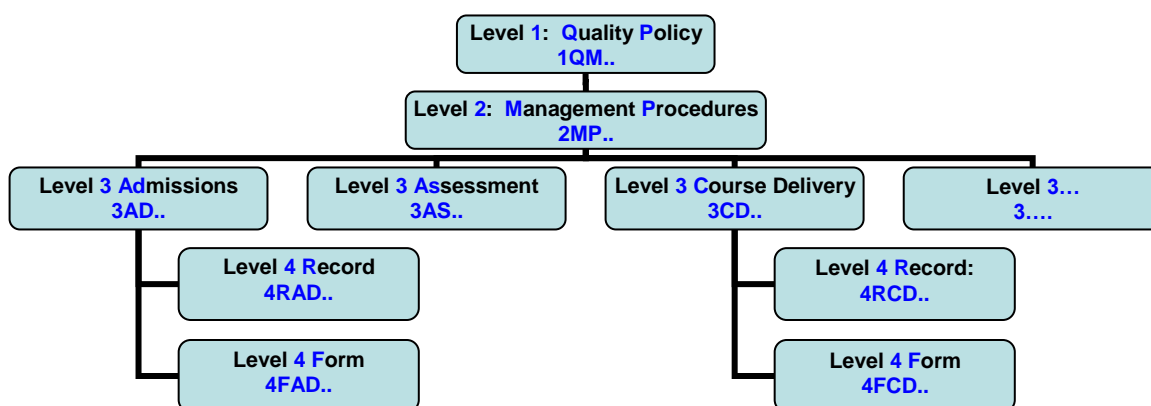 Level 1: Quality Policy
1QM..
Level 2: Management Procedures
2MP..
Level 3 Admissions
3AD..
Level 3 Assessment
3AS..
Level 3 Course Delivery
3CD..
Level 3…
3….
Level 4 Record
4RAD..
Level 4 Record:
4RCD..
Level 4 Form
4FAD..
Level 4 Form
4FCD..